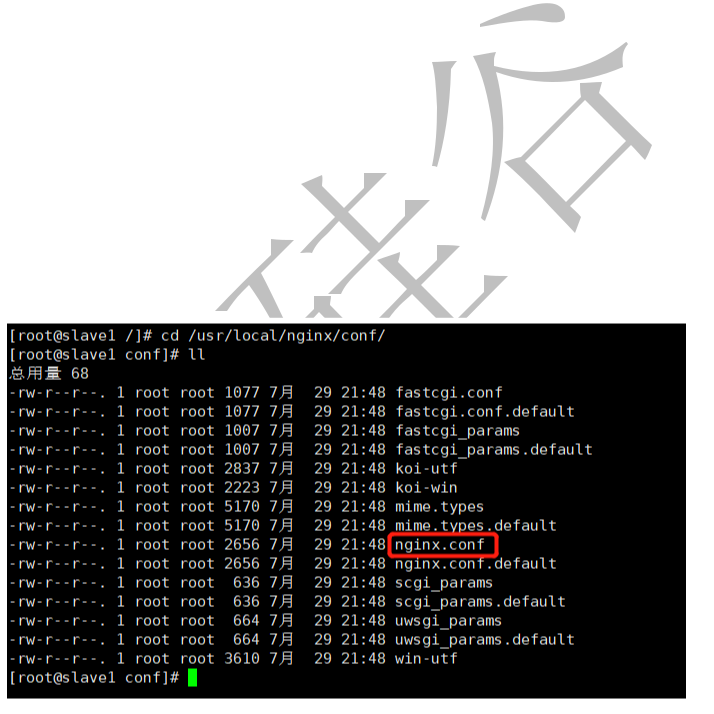 硅谷
[root@slave1 /]# cd /usr/local/nginx/conf/
[root@slave1 conf]# ll
总用量 68
-rw-r--r--. 1 root root 1077 7月  29 21:48 fastcgi.conf
-rw-r--r--. 1 root root 1077 7月  29 21:48 fastcgi.conf.default
-rw-r--r--. 1 root root 1007 7月  29 21:48 fastcgi_params
-rw-r--r--. 1 root root 1007 7月  29 21:48 fastcgi_params.default
-rw-r--r--. 1 root root 2837 7月  29 21:48 koi-utf
-rw-r--r--. 1 root root 2223 7月  29 21:48 koi-win
-rw-r--r--. 1 root root 5170 7月  29 21:48 mime.types
-rw-r--r--. 1 root root 5170 7月  29 21:48 mime.types.default
-rw-r--r--. 1 root root 2656 7月  29 21:48 nginx.conf
-rw-r--r--. 1 root root 2656 7月  29 21:48 nginx.conf.default
-rw-r--r--. 1 root root  636 7月  29 21:48 scgi_params
-rw-r--r--. 1 root root  636 7月  29 21:48 scgi_params.default
-rw-r--r--. 1 root root  664 7月  29 21:48 uwsgi_params
-rw-r--r--. 1 root root  664 7月  29 21:48 uwsgi_params.default
-rw-r--r--. 1 root root 3610 7月  29 21:48 win-utf
[root@slave1 conf]#